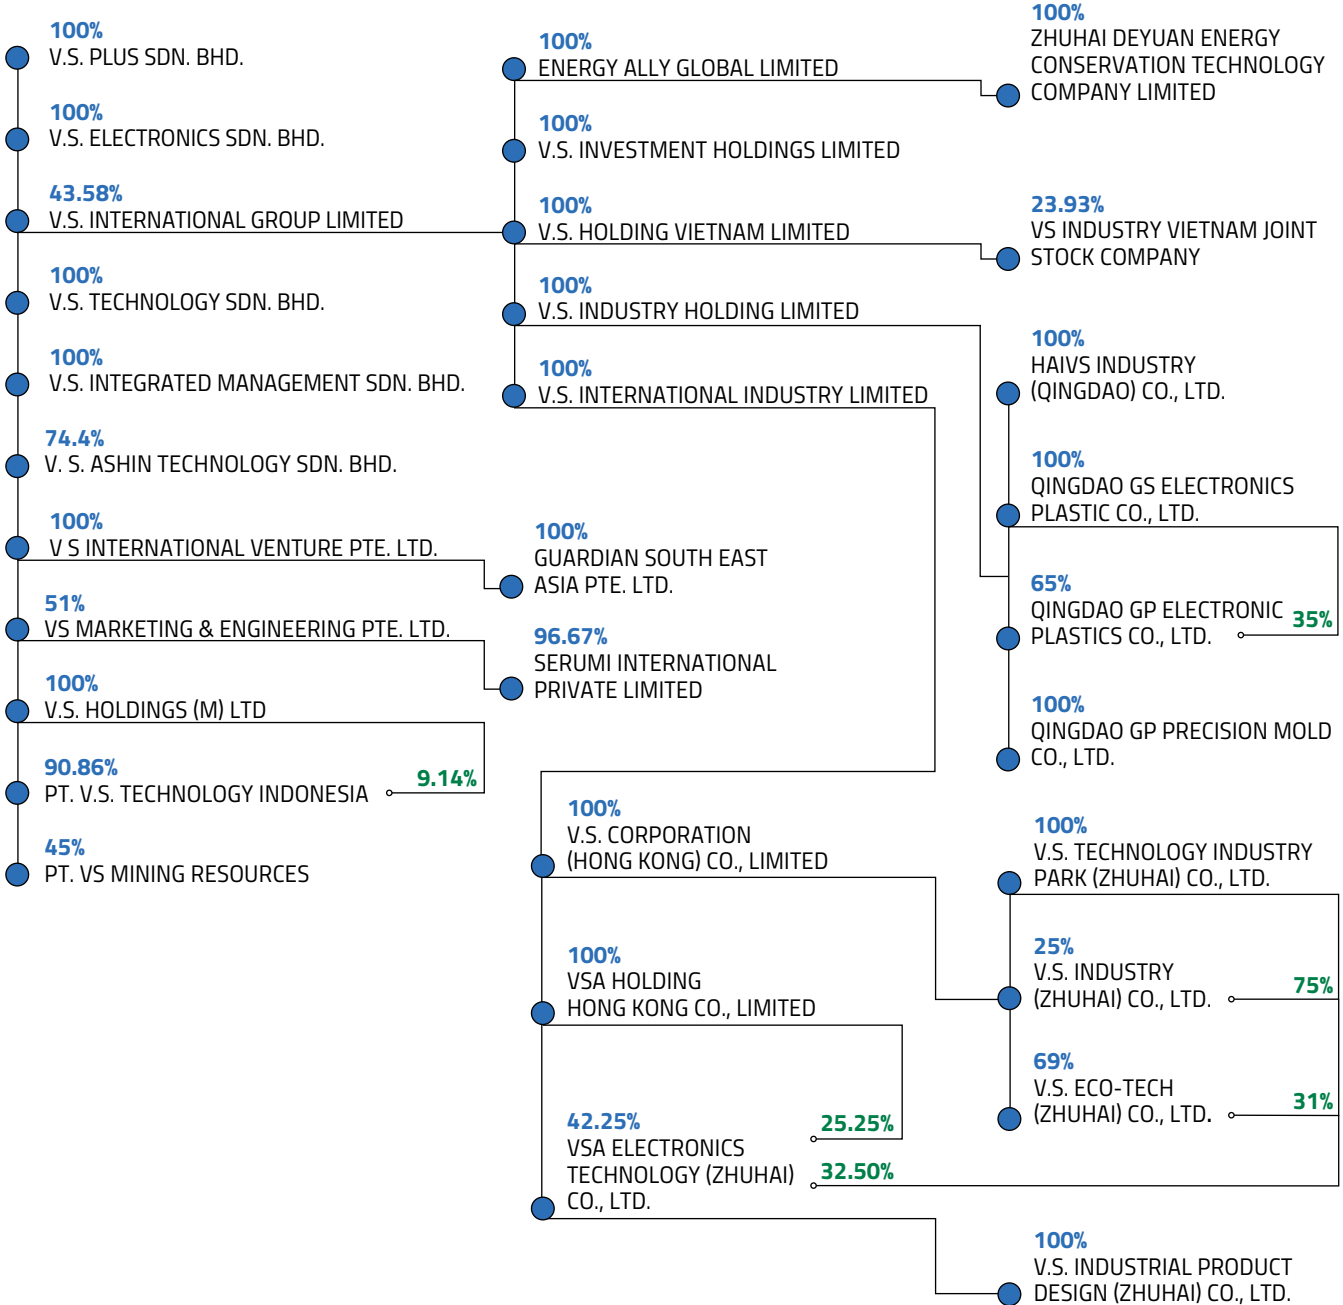 100%
V.S. PLUS SDN. BHD.
100%
V.S. ELECTRONICS SDN. BHD.
43.58%
V.S. INTERNATIONAL GROUP LIMITED
100%
V.S. TECHNOLOGY SDN. BHD.
100%
V.S. INTEGRATED MANAGEMENT SDN. BHD.
74.4%
V. S. ASHIN TECHNOLOGY SDN. BHD.
100%
V S INTERNATIONAL VENTURE PTE. LTD.
51%
VS MARKETING & ENGINEERING PTE. LTD.
100%
V.S. HOLDINGS (M) LTD
90.86%
PT. V.S. TECHNOLOGY INDONESIA
9.14%
45%
PT. VS MINING RESOURCES
100%
ENERGY ALLY GLOBAL LIMITED
100%
V.S. INVESTMENT HOLDINGS LIMITED
100%
V.S. HOLDING VIETNAM LIMITED
100%
V.S. INDUSTRY HOLDING LIMITED
100%
V.S. INTERNATIONAL INDUSTRY LIMITED
100%
GUARDIAN SOUTH EAST
ASIA PTE. LTD.
96.67%
SERUMI INTERNATIONAL
PRIVATE LIMITED
100%
V.S. CORPORATION
(HONG KONG) CO., LIMITED
100%
VSA HOLDING
HONG KONG CO., LIMITED
42.25%
VSA ELECTRONICS
TECHNOLOGY (ZHUHAI)
CO., LTD.
25.25%
32.50%
100%
ZHUHAI DEYUAN ENERGY
CONSERVATION TECHNOLOGY
COMPANY LIMITED
23.93%
VS INDUSTRY VIETNAM JOINT
STOCK COMPANY
100%
HAIVS INDUSTRY
(QINGDAO) CO., LTD.
100%
QINGDAO GS ELECTRONICS
PLASTIC CO., LTD.
65%
QINGDAO GP ELECTRONIC
PLASTICS CO., LTD.
35%
100%
QINGDAO GP PRECISION MOLD
CO., LTD.
100%
V.S. TECHNOLOGY INDUSTRY
PARK (ZHUHAI) CO., LTD.
25%
V.S. INDUSTRY
(ZHUHAI) CO., LTD.
75%
69%
V.S. ECO-TECH
(ZHUHAI) CO., LTD.
31%
100%
V.S. INDUSTRIAL PRODUCT
DESIGN (ZHUHAI) CO., LTD.